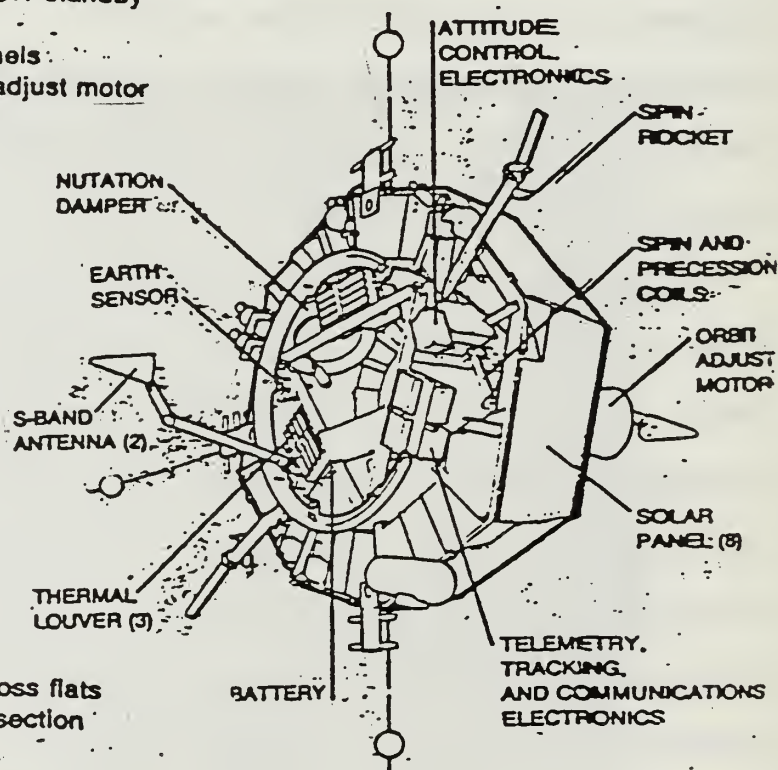 standby
nels
adjust motor
ATTITUDE
CONTROL
ELECTRONICS
SPIN
ROCKET
NUTATION
DAMPER
EARTH
SENSOR
SPIN AND
PRECESSION
COILS
ORBIT
ADJUST
MOTOR
S-BAND
ANTENNA (2)
SOLAR
PANEL (8)
THERMAL
LOUVER (3)
TELEMETRY,
TRACKING,
AND COMMUNICATIONS
ELECTRONICS
BATTERY
oss flats
section